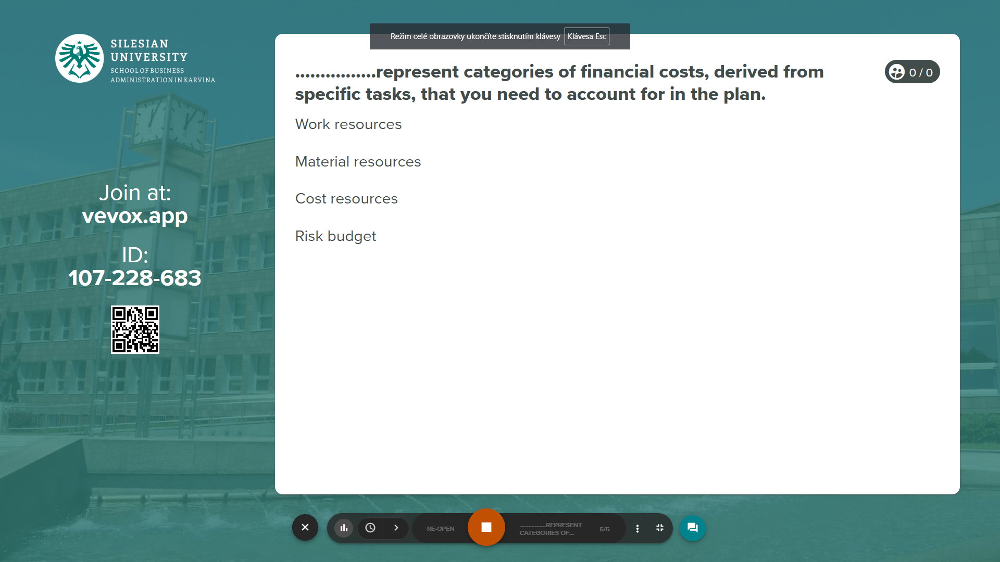 SILESIAN
UNIVERSITY
SCHOOL OF BUSINESS
ADMINISTRATION IN KARVINA
Join at:
vevox.app
ID:
107-228-683
Režim celé obrazovky ukončíte stisknutím klávesy Klávesa Esc
................represent categories of financial costs, derived from
specific tasks, that you need to account for in the plan.
0 / 0
Work resources
Material resources
Cost resources
Risk budget
RE-OPEN
................REPRESENT
CATEGORIES OF...
5/5